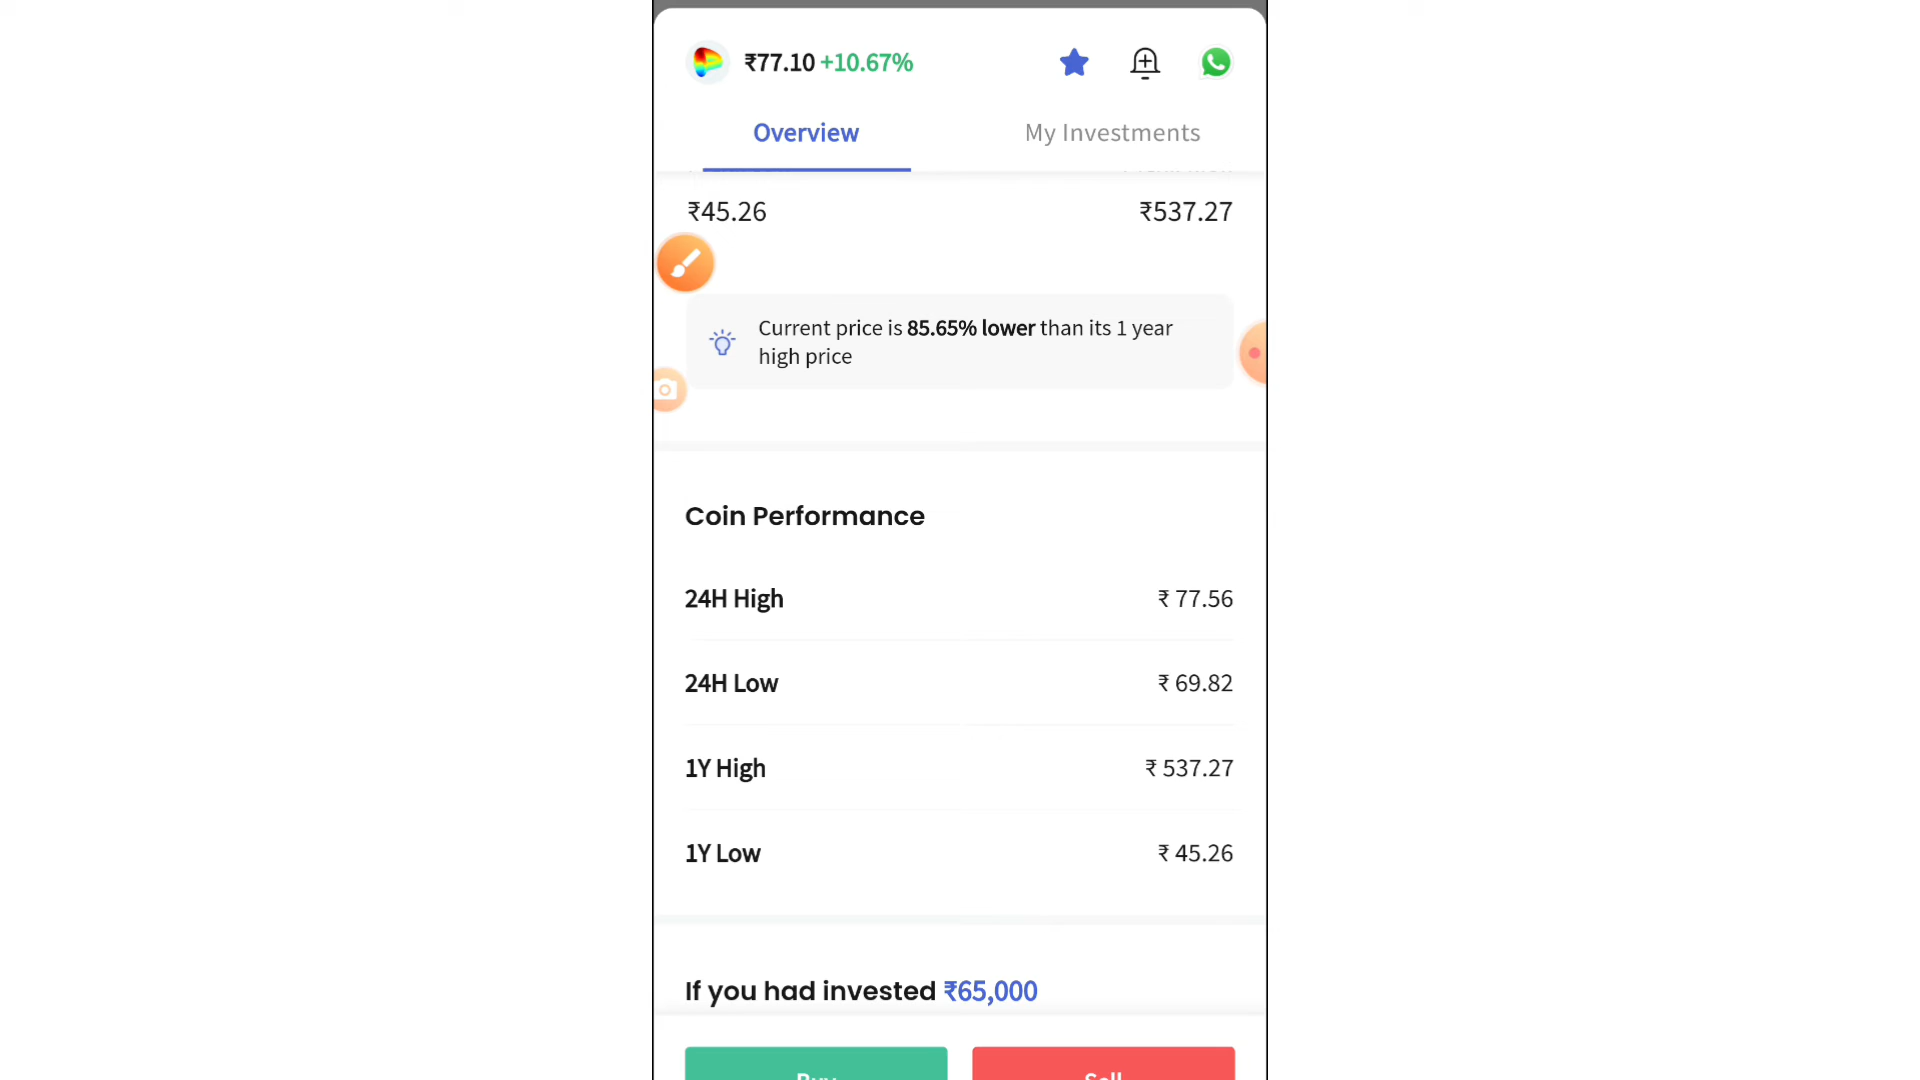 ₹77.10 +10.67%
Overview
My Investments
₹45.26
₹537.27
Current price is 85.65% lower than its 1 year
high price
Coin Performance
24H High
₹ 77.56
24H Low
₹ 69.82
1Y High
₹ 537.27
1Y Low
₹ 45.26
If you had invested ₹65,000
Buy
Sell